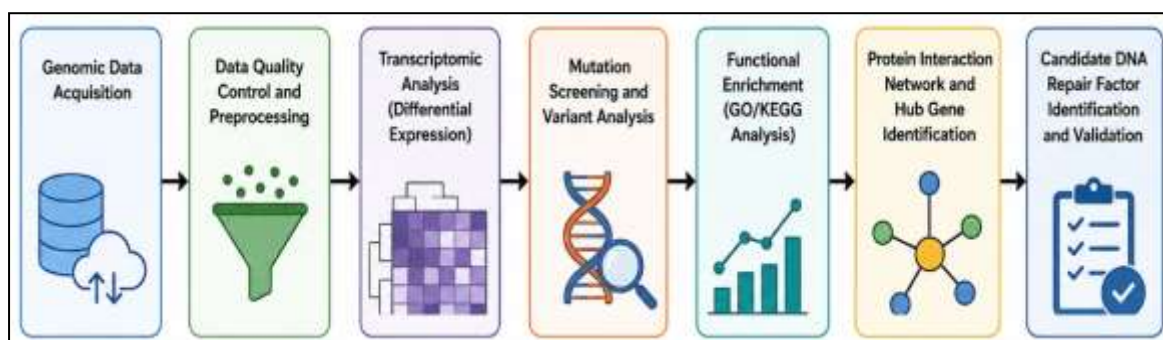 Genomic Data
Acquisition
Data Quality
Control and
Preprocessing
Transcriptomic
Analysis
(Differential
Expression)
Mutation
Screening and
Variant Analysis
Functional
Enrichment
(GO/KEGG
Analysis)
Protein Interaction
Network and
Hub Gene
Identification
Candidate DNA
Repair Factor
Identification
and Validation